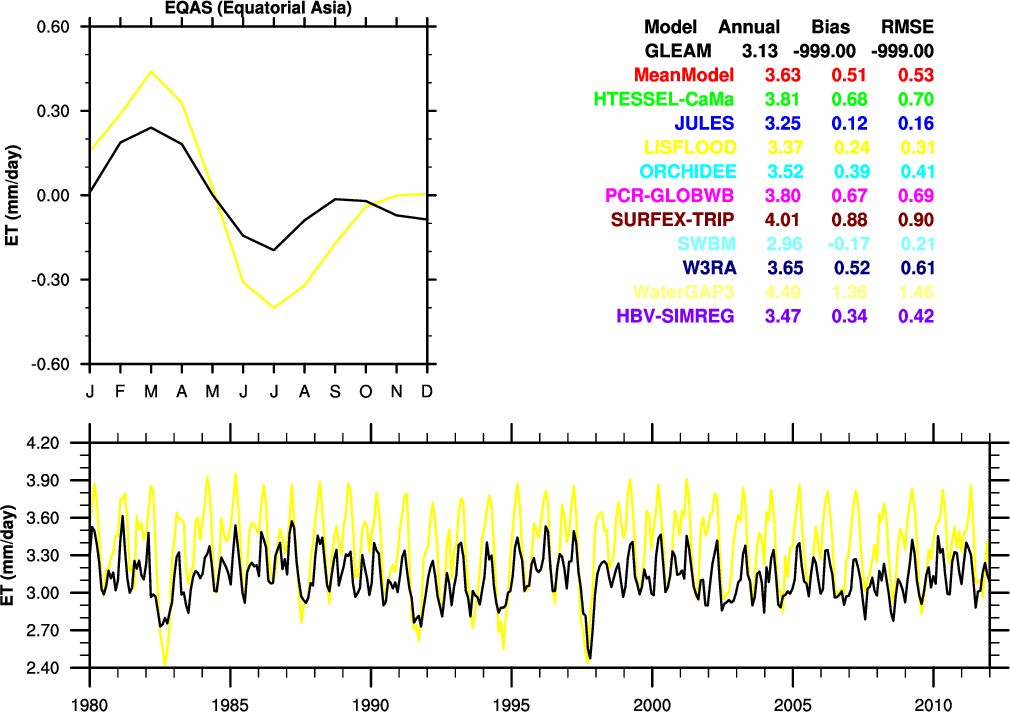 EQAS (Equatorial Asia)
ET (mm/day)
0.60
0.30
0.00
-0.30
-0.60
J F M A M J J A S O N D
Model Annual Bias RMSE
GLEAM 3.13 -999.00 -999.00
MeanModel 3.63 0.51 0.53
HTESSEL-CaMa 3.81 0.68 0.70
JULES 3.25 0.12 0.16
LISFLOOD 3.37 0.24 0.31
ORCHIDEE 3.52 0.39 0.41
PCR-GLOBWB 3.80 0.67 0.69
SURFEX-TRIP 4.01 0.88 0.90
SWBM 2.96 -0.17 0.21
W3RA 3.65 0.52 0.61
WaterGAP3 4.49 1.36 1.46
HBV-SIMREG 3.47 0.34 0.42
ET (mm/day)
4.20
3.90
3.60
3.30
3.00
2.70
2.40
1980 1985 1990 1995 2000 2005 2010